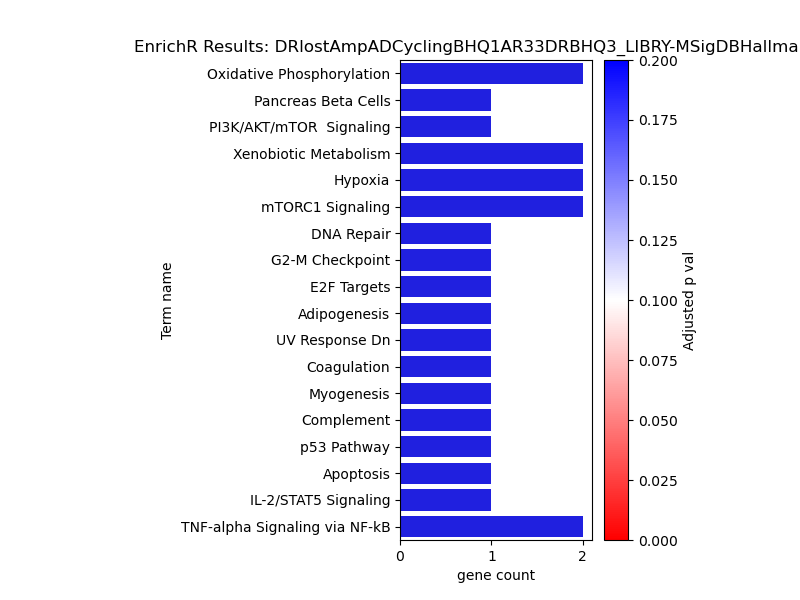 EnrichR Results: DRlostAmpADCyclingBHQ1AR33DRBHQ3_LIBRY-MSigDBHallma
Oxidative Phosphorylation
Pancreas Beta Cells
PI3K/AKT/mTOR  Signaling
Xenobiotic Metabolism
Hypoxia
mTORC1 Signaling
DNA Repair
G2-M Checkpoint
E2F Targets
Adipogenesis
UV Response Dn
Coagulation
Myogenesis
Complement
p53 Pathway
Apoptosis
IL-2/STAT5 Signaling
TNF-alpha Signaling via NF-kB
Term name
0 1 2
gene count
0.200
0.175
0.150
0.125
0.100
0.075
0.050
0.025
0.000
Adjusted p val